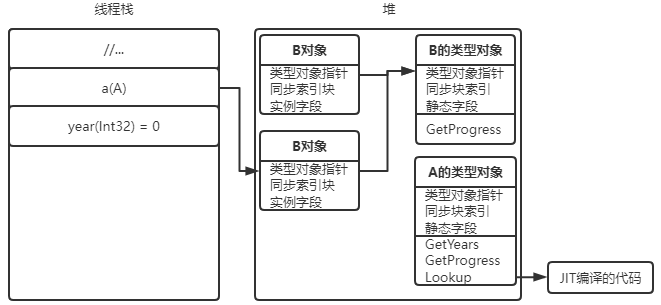 线程栈
//...
a(A)
year(Int32) = 0
堆
B对象
类型对象指针
同步索引块
实例字段
B对象
类型对象指针
同步索引块
实例字段
B的类型对象
类型对象指针
同步块索引
静态字段
GetProgress
A的类型对象
类型对象指针
同步块索引
静态字段
GetYears
GetProgress
Lookup
JIT编译的代码